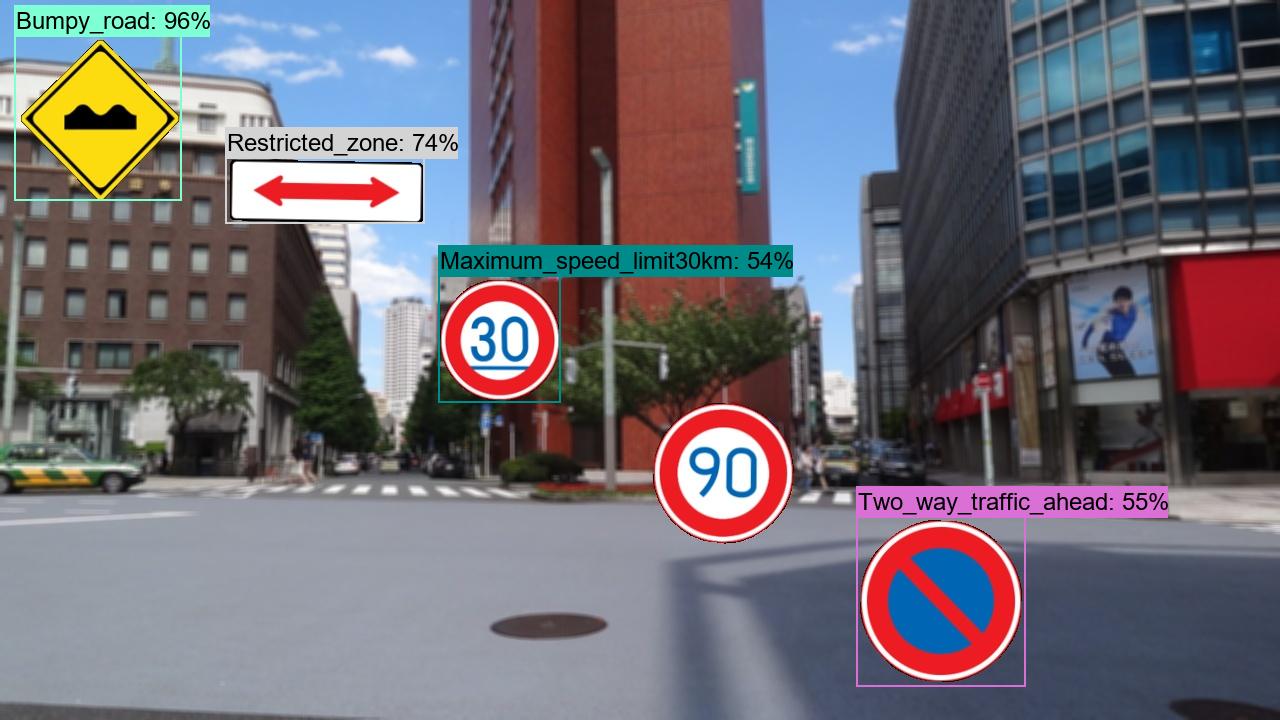 Bumpy_road: 96%
Restricted_zone: 74%
Maximum_speed_limit30km: 54%
30
90
Two_way_traffic_ahead: 55%